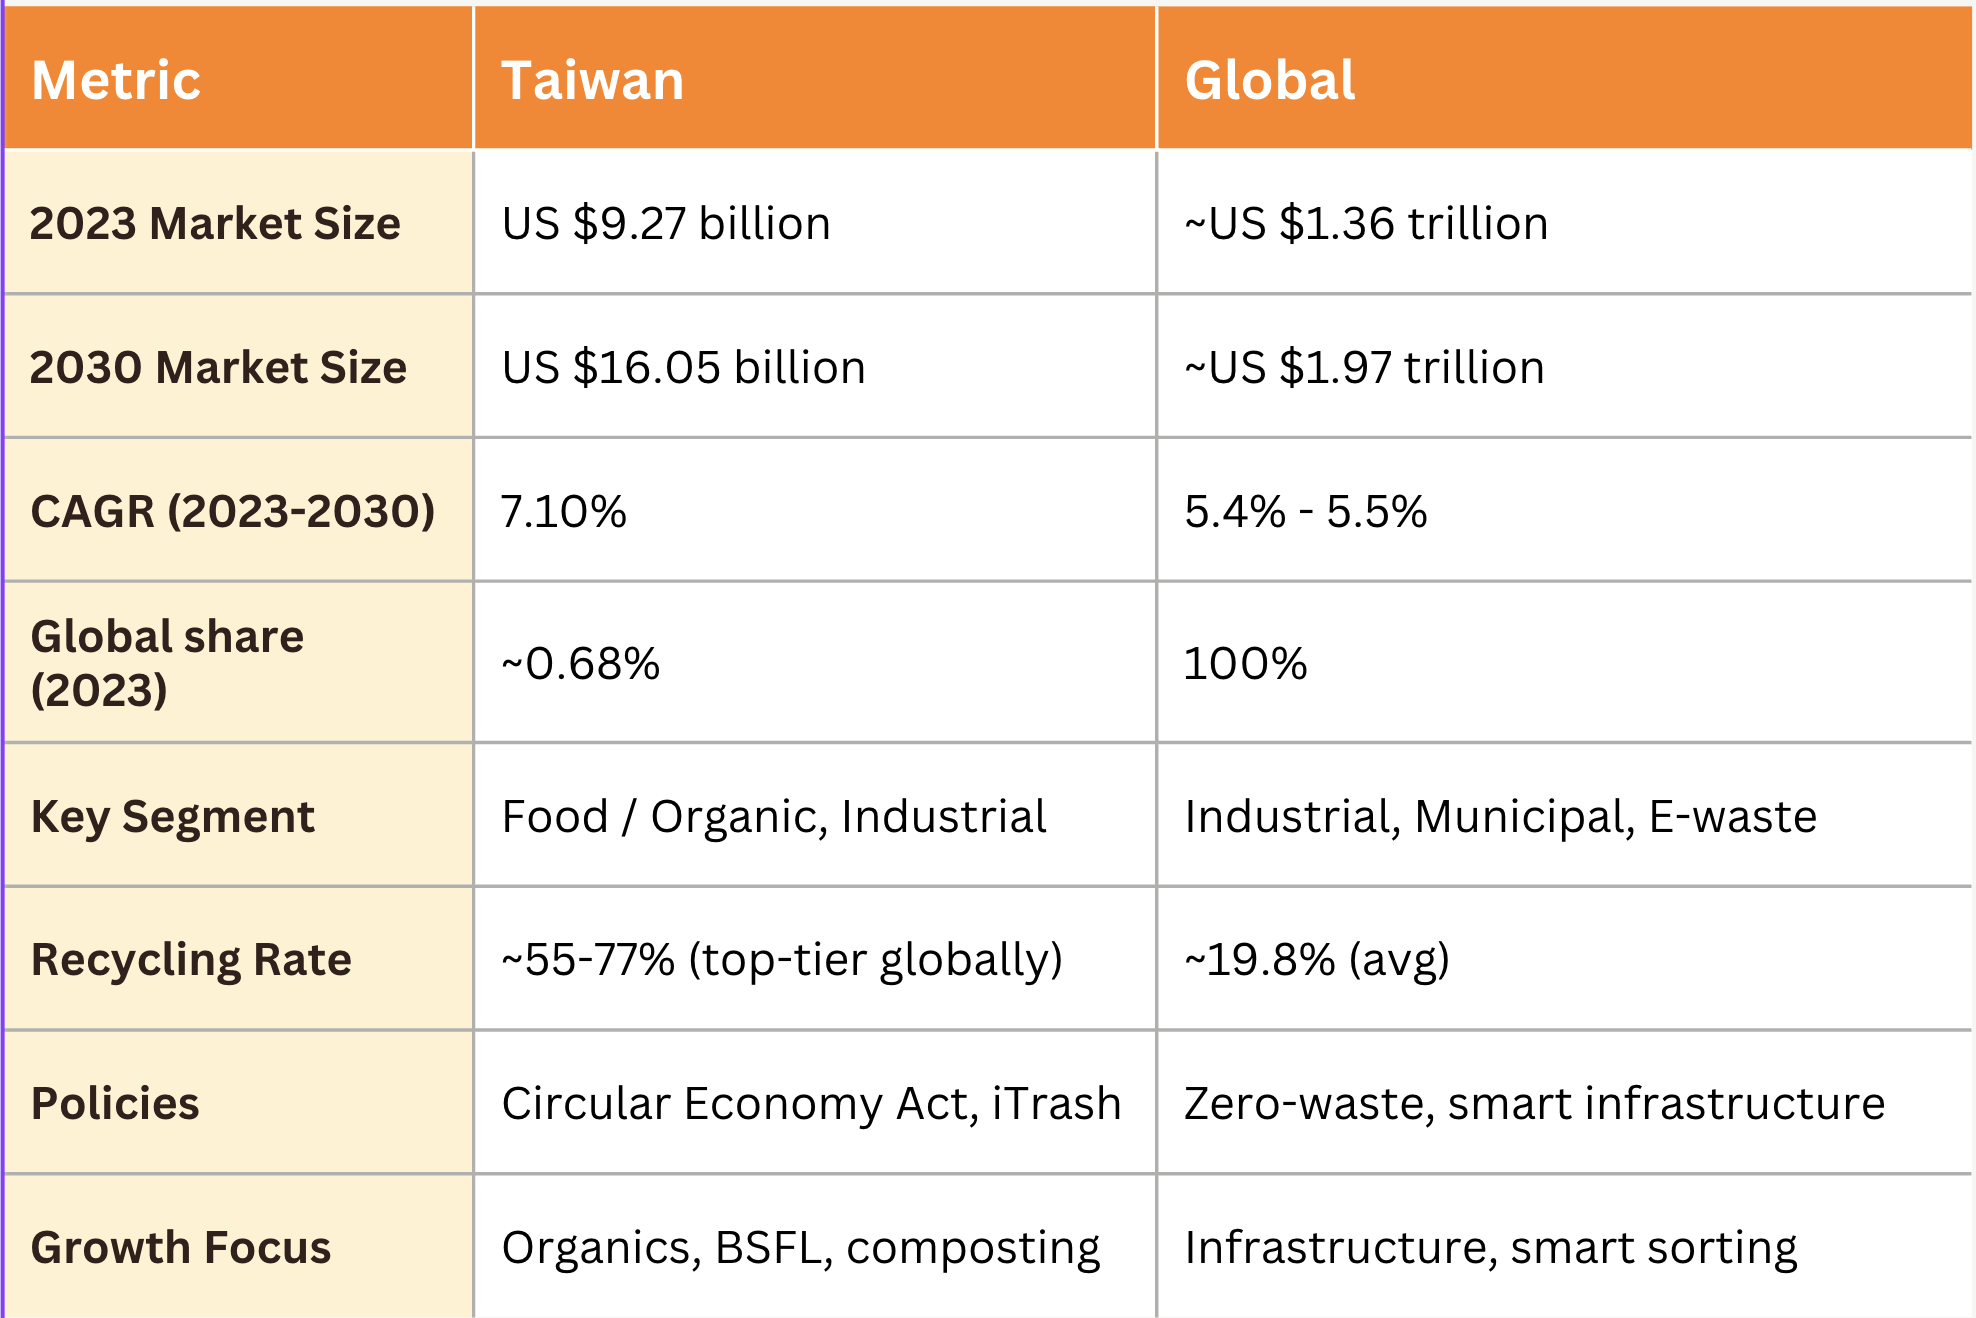 Metric Taiwan Global
2023 Market Size US $9.27 billion ~US $1.36 trillion
2030 Market Size US $16.05 billion ~US $1.97 trillion
CAGR (2023-2030) 7.10% 5.4% - 5.5%
Global share
(2023) ~0.68% 100%
Key Segment Food / Organic, Industrial Industrial, Municipal, E-waste
Recycling Rate ~55-77% (top-tier globally) ~19.8% (avg)
Policies Circular Economy Act, iTrash Zero-waste, smart infrastructure
Growth Focus Organics, BSFL, composting Infrastructure, smart sorting